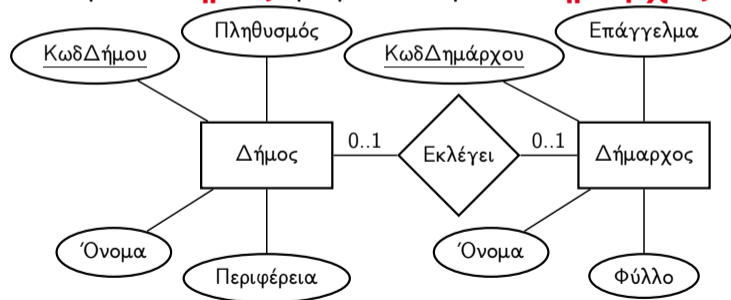 Πληθυσμός
Επάγγελμα
ΚωδΔήμου
ΚωδΔημάρχου
0..1
0..1
Δήμος
Εκλέγει
Δήμαρχος
Όνομα
Όνομα
Περιφέρεια
Φύλλο